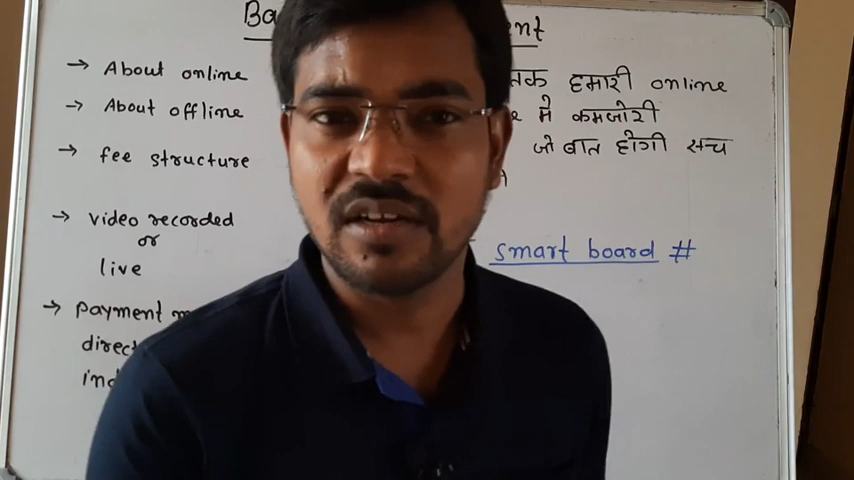 Ba ent
→ About online
→ About offline
→ fee structure
→ video recorded
or
live
→ payment m
direct
ind
तक हमारी online
e मे कमजोरी
जो बात होगी सच्च
smart board #